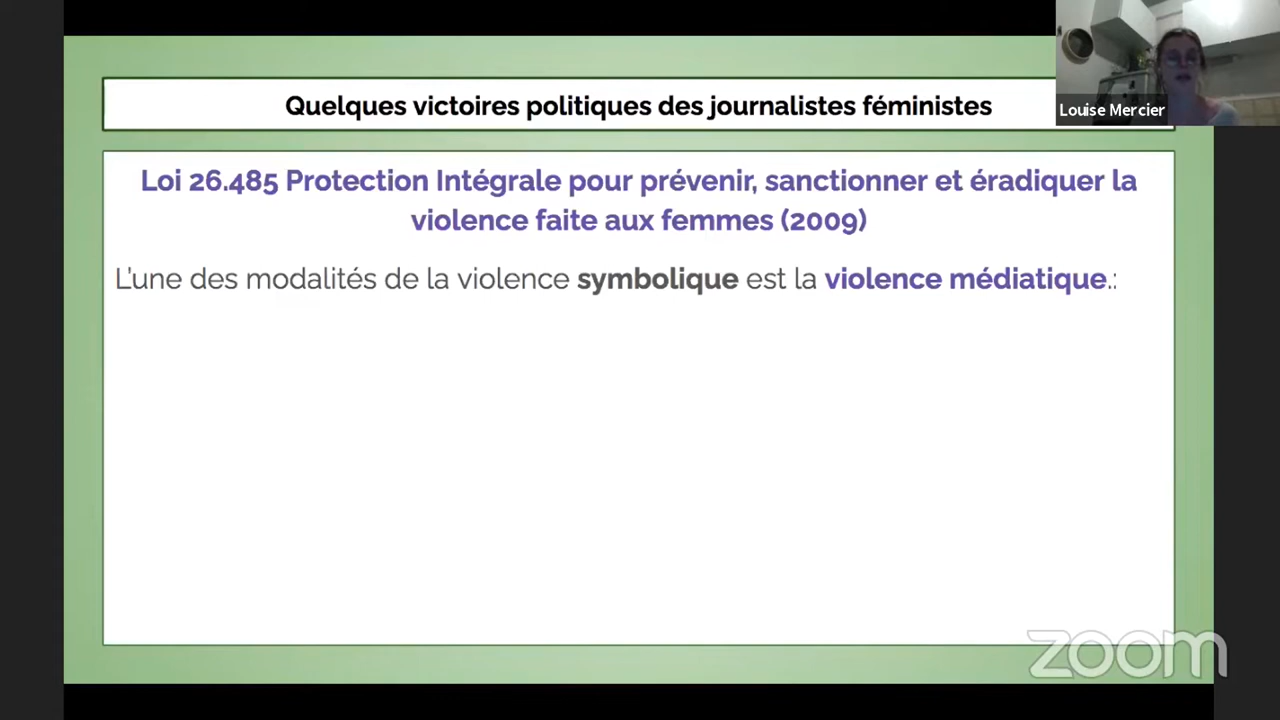 Quelques victoires politiques des journalistes féministes
Louise Mercier
Loi 26.485 Protection Intégrale pour prévenir, sanctionner et éradiquer la
violence faite aux femmes (2009)
L'une des modalités de la violence symbolique est la violence médiatique.:
zoom